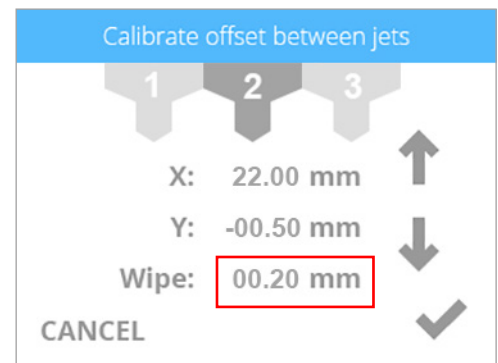 Calibrate offset between jets
1 2 3
X: 22.00 mm
Y: -00.50 mm
Wipe: 00.20 mm
CANCEL